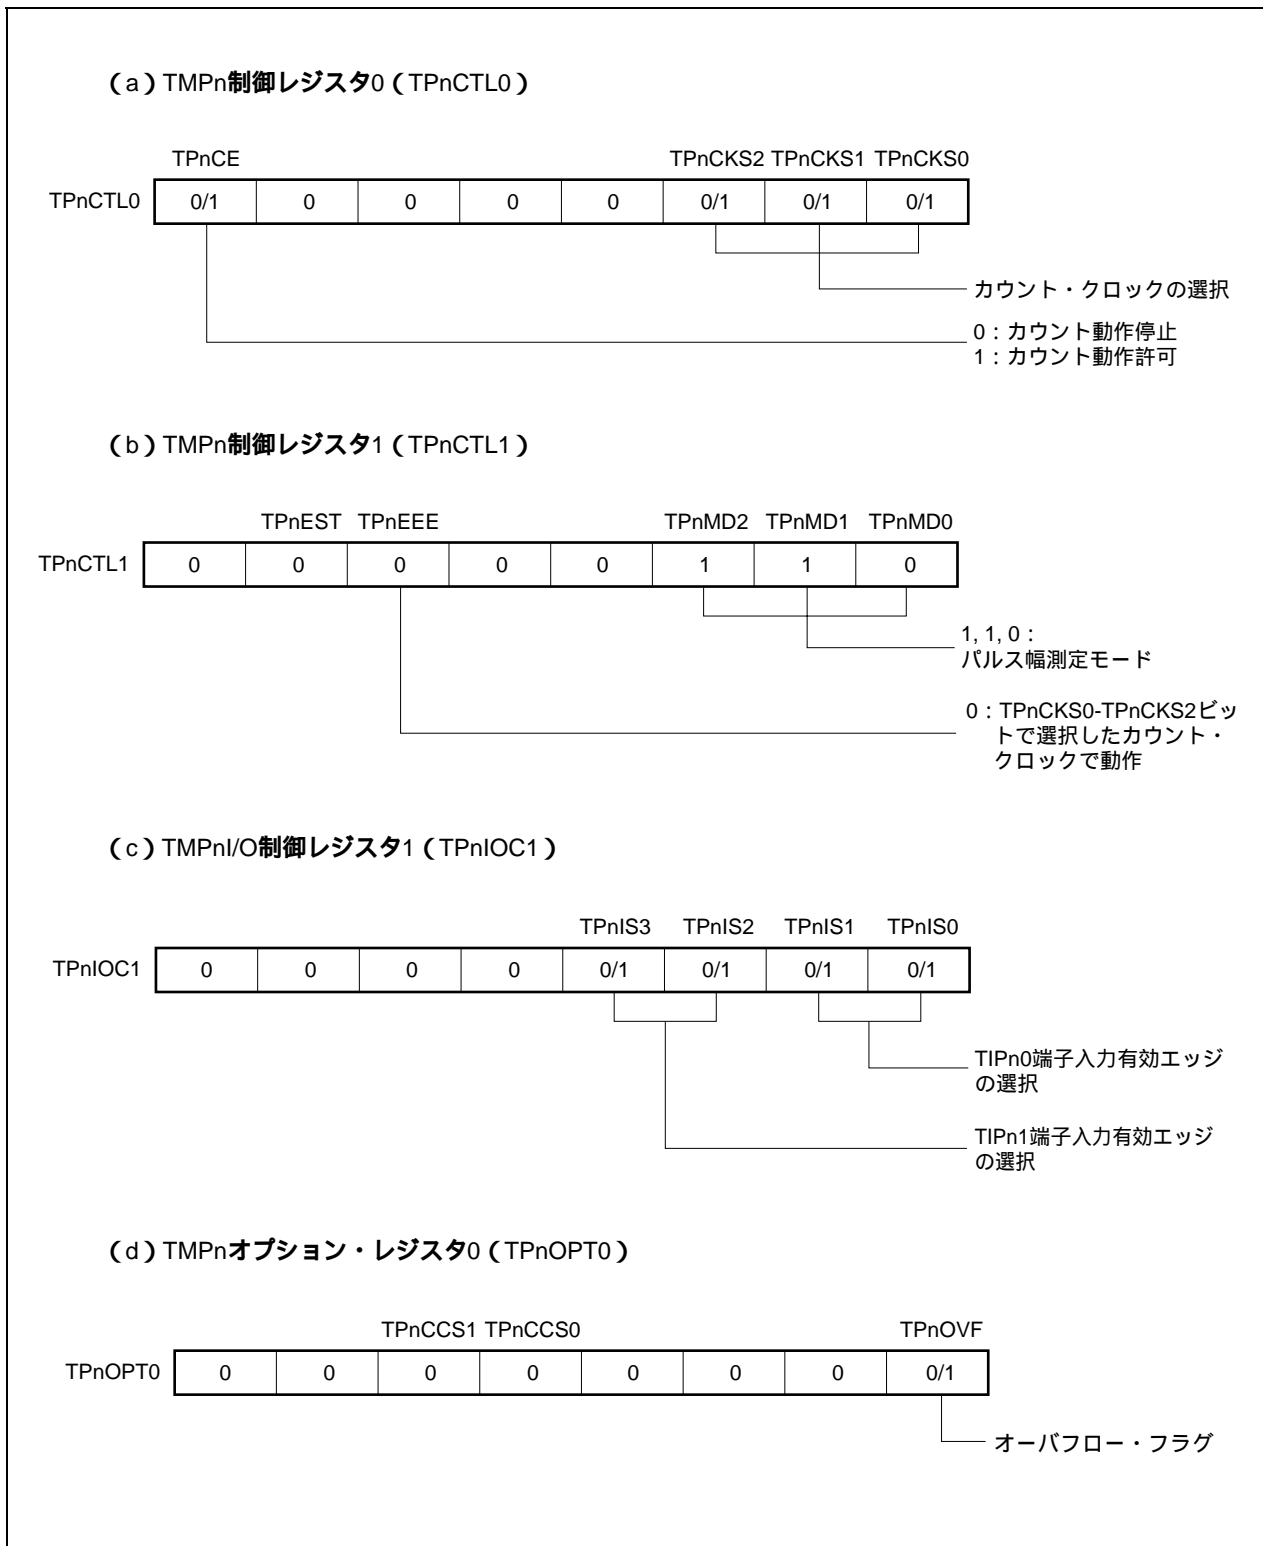 (a)TMPn制御レジスタ0(TPnCTL0)
TPnCE TPnCKS2 TPnCKS1 TPnCKS0
TPnCTL0 0/1 0 0 0 0 0/1 0/1 0/1
カウント・クロックの選択
0:カウント動作停止
1:カウント動作許可
(b)TMPn制御レジスタ1(TPnCTL1)
TPnEST TPnEEE TPnMD2 TPnMD1 TPnMD0
TPnCTL1 0 0 0 0 0 1 1 0
1, 1, 0:
パルス幅測定モード
0:TPnCKS0-TPnCKS2ビッ
トで選択したカウント・
クロックで動作
(c)TMPnI/O制御レジスタ1(TPnIOC1)
TPnIS3 TPnIS2 TPnIS1 TPnIS0
TPnIOC1 0 0 0 0 0/1 0/1 0/1 0/1
TIPn0端子入力有効エッジ
の選択
TIPn1端子入力有効エッジ
の選択
(d)TMPnオプション・レジスタ0(TPnOPT0)
TPnCCS1 TPnCCS0 TPnOVF
TPnOPT0 0 0 0 0 0 0 0 0/1
オーバフロー・フラグ